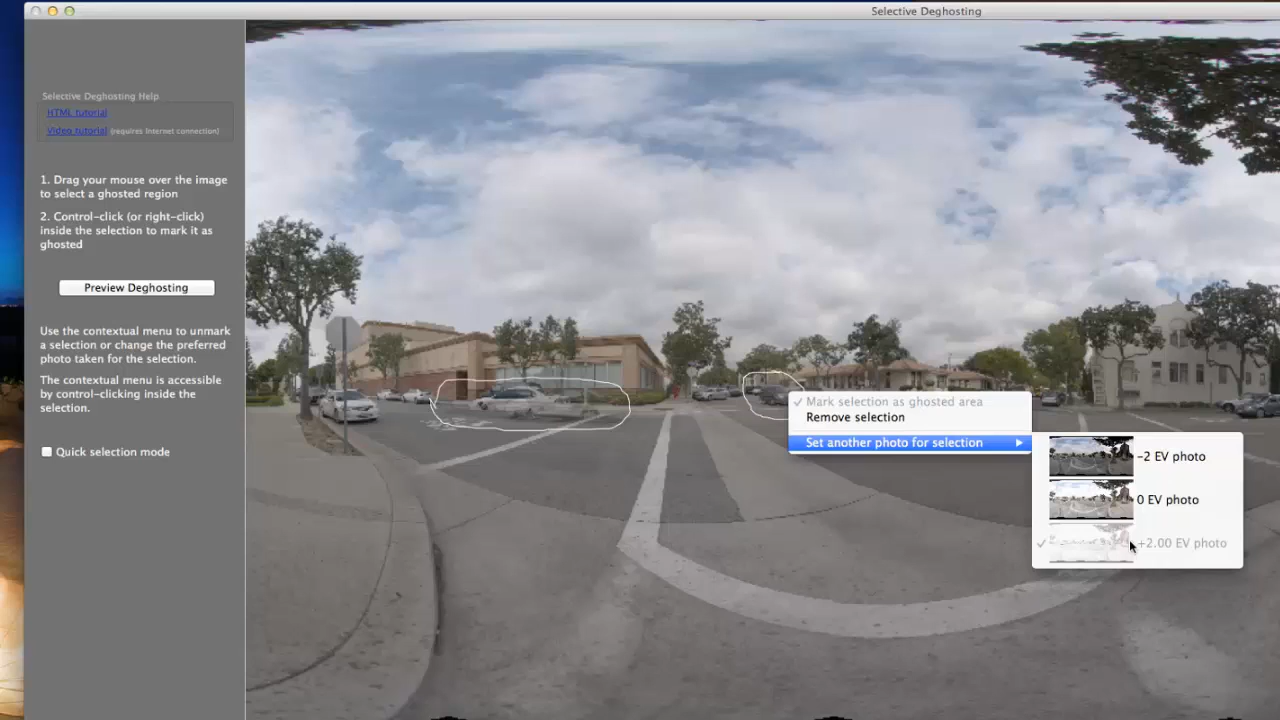 Selective Deghosting
Selective Deghosting Help
HTML tutorial
Video tutorial (requires Internet connection)
1. Drag your mouse over the image
to select a ghosted region
2. Control-click (or right-click)
inside the selection to mark it as
ghosted
Preview Deghosting
Use the contextual menu to unmark
a selection or change the preferred
photo taken for the selection.
The contextual menu is accessible
by control-clicking inside the
selection.
Quick selection mode
Mark selection as ghosted area
Remove selection
Set another photo for selection
-2 EV photo
0 EV photo
+2.00 EV photo